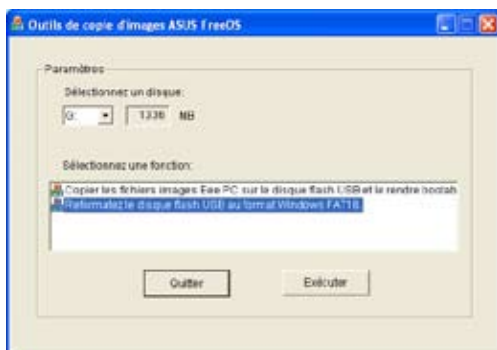 Outils de copie d'images ASUS FreeOS
Paramètres
Sélectionnez un disque:
G: 1336 MB
Sélectionnez une fonction:
Copier les fichiers images Eee PC sur le disque flash USB et le rendre bootab
Reformatez le disque flash USB au format Windows FAT16.
Quitter Exécuter